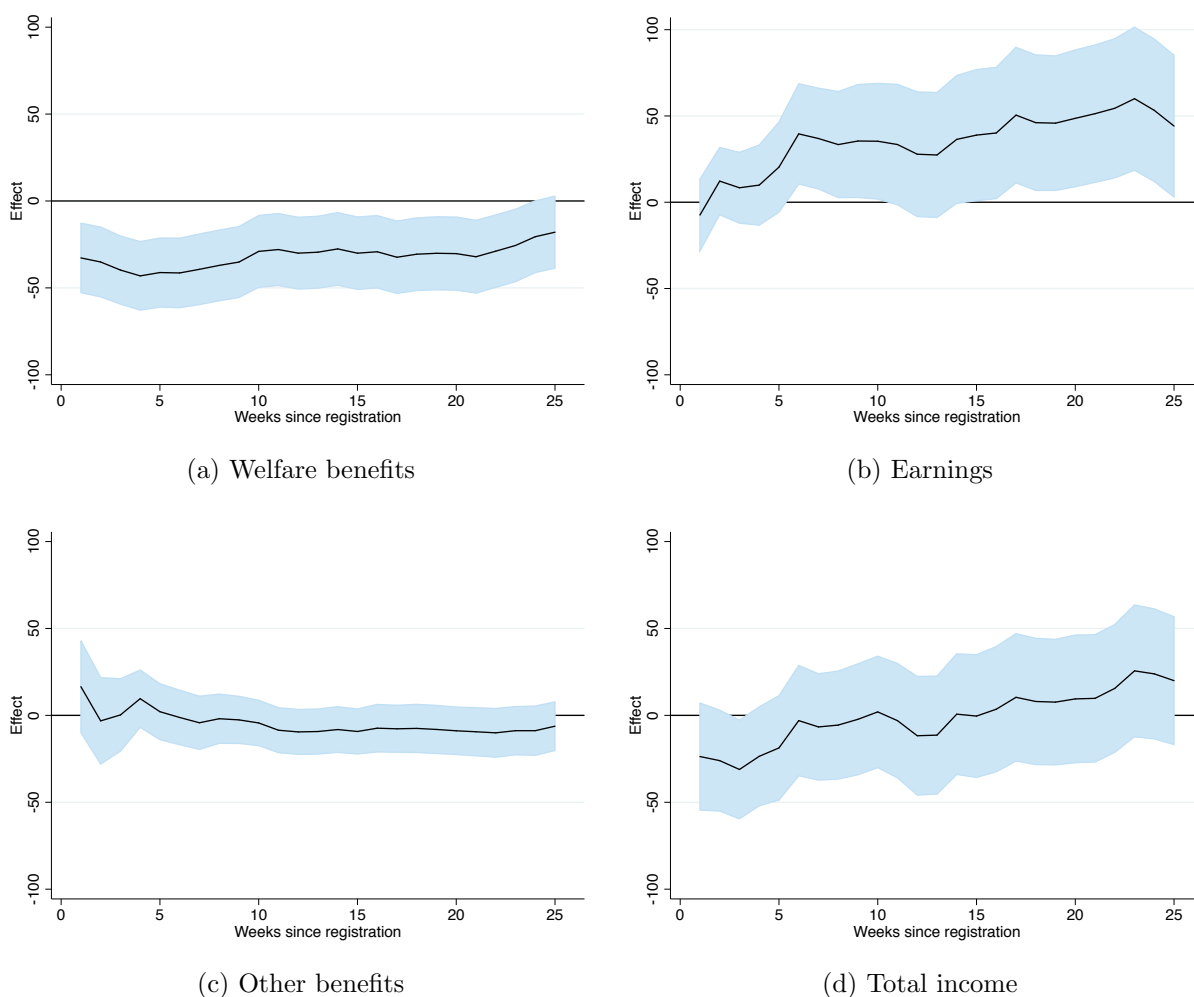 100
50
0
-50
-100
Effect
0 5 10 15 20 25
Weeks since registration
(a) Welfare benefits
100
50
0
-50
-100
Effect
0 5 10 15 20 25
Weeks since registration
(b) Earnings
100
50
0
-50
-100
Effect
0 5 10 15 20 25
Weeks since registration
(c) Other benefits
100
50
0
-50
-100
Effect
0 5 10 15 20 25
Weeks since registration
(d) Total income